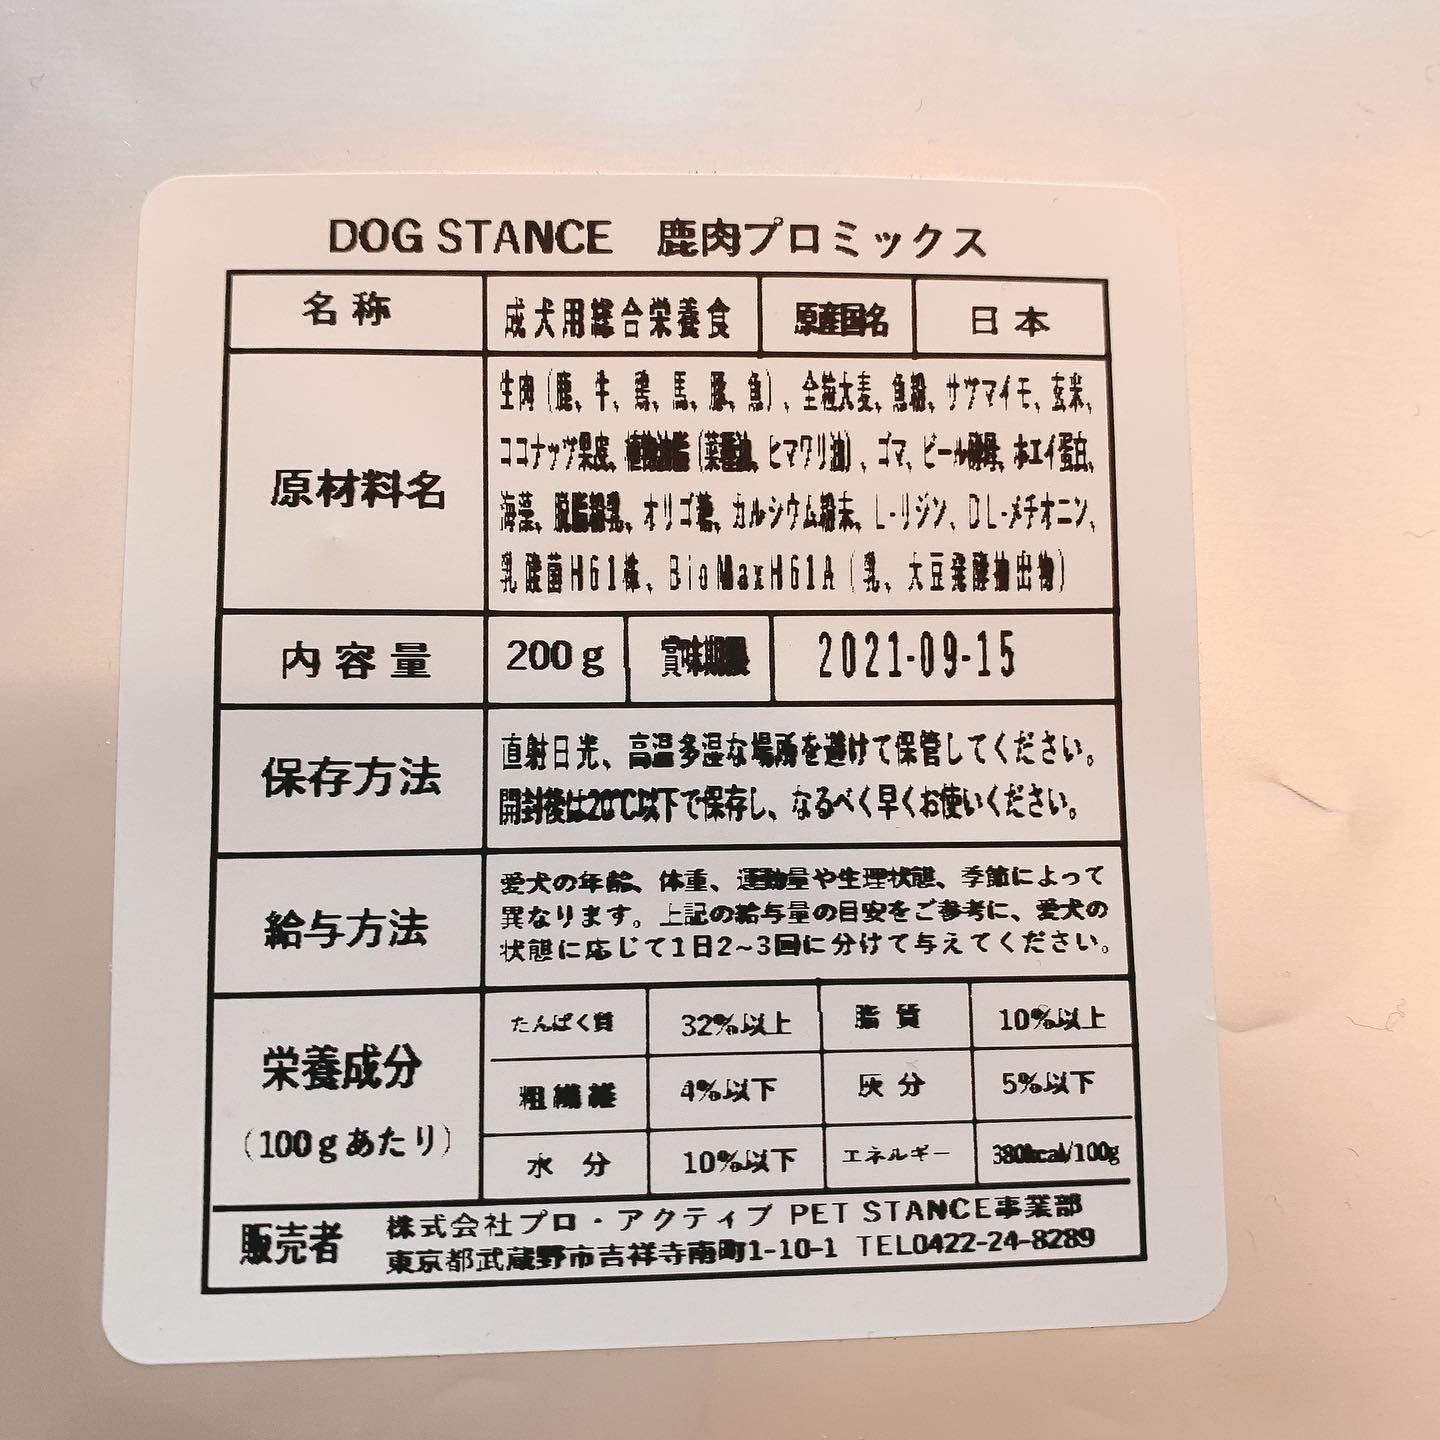 DOG STANCE 鹿肉プロミックス
名称 成犬用総合栄養食 原産国名 日本
原材料名
生肉(鹿、牛、鶏、馬、豚、魚)、全粒大麦、魚粉、サツマイモ、玄米、
ココナッツ果皮、植物油脂(菜種油、ヒマワリ油)、ゴマ、ビール酵母、ホエイ蛋白、
海藻、脱脂粉乳、オリゴ糖、カルシウム粉末、L-リジン、DL-メチオニン、
乳酸菌H61株、BioMaxH61A(乳、大豆発酵抽出物)
内容量 200g 賞味期限 2021-09-15
保存方法
直射日光、高温多湿な場所を避けて保管してください。
開封後は20℃以下で保存し、なるべく早くお使いください。
給与方法
愛犬の年齢、体重、運動量や生理状態、季節によって
異なります。上記の給与量の目安をご参考に、愛犬の
状態に応じて1日2~3回に分けて与えてください。
栄養成分
(100gあたり)
たんぱく質 32%以上 脂質 10%以上
粗繊維 4%以下 灰分 5%以下
水分 10%以下 エネルギー 380kcal/100g
販売者
株式会社プロ・アクティブ PET STANCE事業部
東京都武蔵野市吉祥寺南町1-10-1 TEL0422-24-8289